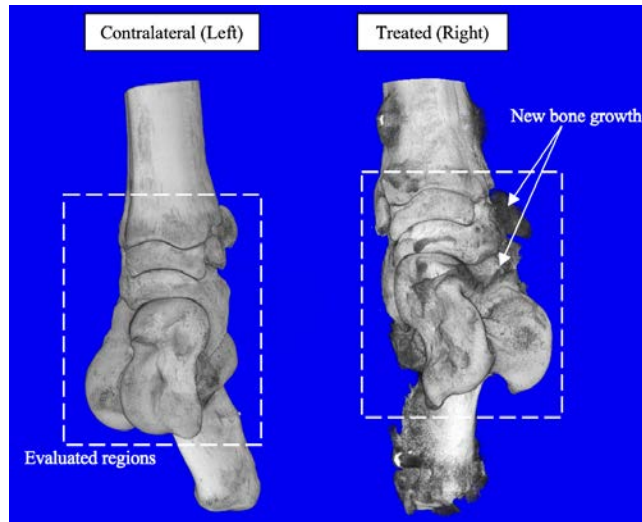 Contralateral (Left)
Treated (Right)
New bone growth
Evaluated regions